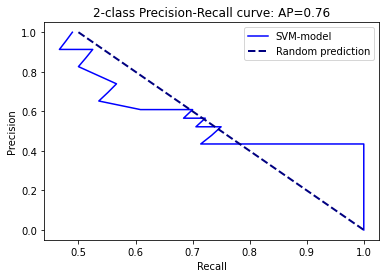 2-class Precision-Recall curve: AP=0.76
SVM-model
Random prediction
1.0
0.8
0.6
0.4
0.2
0.0
Precision
0.5
0.6
0.7
0.8
0.9
1.0
Recall